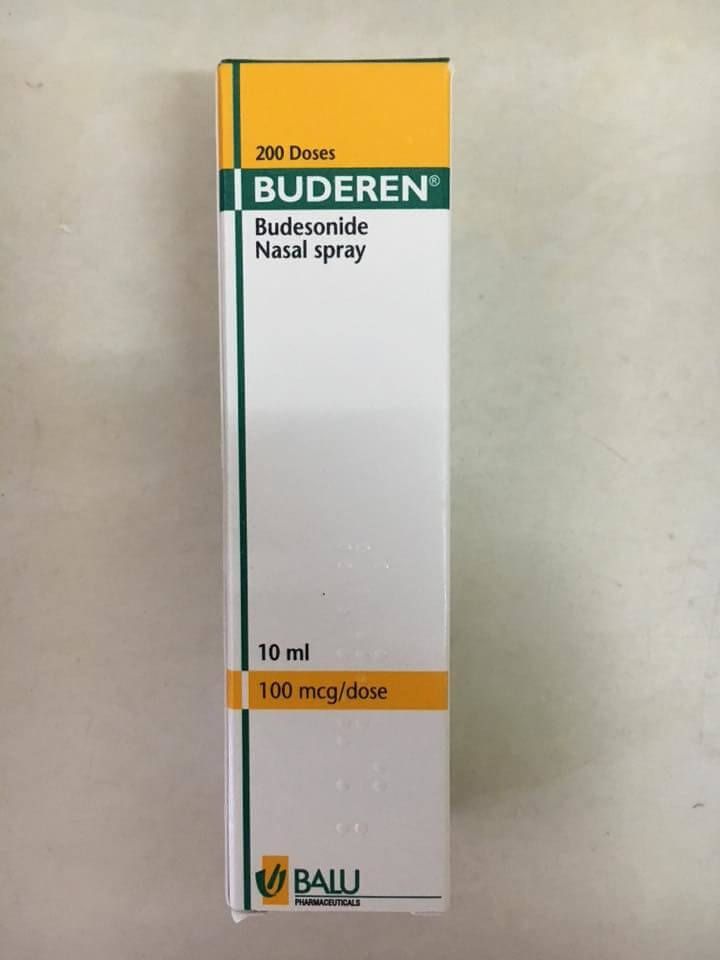 200 Doses
BUDEREN®
Budesonide
Nasal spray
10 ml
100 mcg/dose
BALU
PHARMACEUTICALS